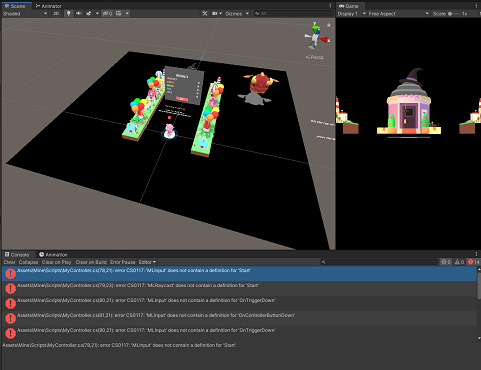 Scene Animator
Shaded 2D Gizmos All
Persp
Console Animation
Clear Collapse Clear on Play Clear on Build Error Pause Editor 0 0 14
Assets\Mine\Scripts\MyController.cs(78,21): error CS0117: 'MLInput' does not contain a definition for 'Start'
Assets\Mine\Scripts\MyController.cs(79,23): error CS0117: 'MLRaycast' does not contain a definition for 'Start'
Assets\Mine\Scripts\MyController.cs(80,21): error CS0117: 'MLInput' does not contain a definition for 'OnTriggerDown'
Assets\Mine\Scripts\MyController.cs(81,21): error CS0117: 'MLInput' does not contain a definition for 'OnControllerButtonDown'
Assets\Mine\Scripts\MyController.cs(90,21): error CS0117: 'MLInput' does not contain a definition for 'OnTriggerDown'
Assets\Mine\Scripts\MyController.cs(78,21): error CS0117: 'MLInput' does not contain a definition for 'Start'
Game
Display 1 Free Aspect Scale 1x